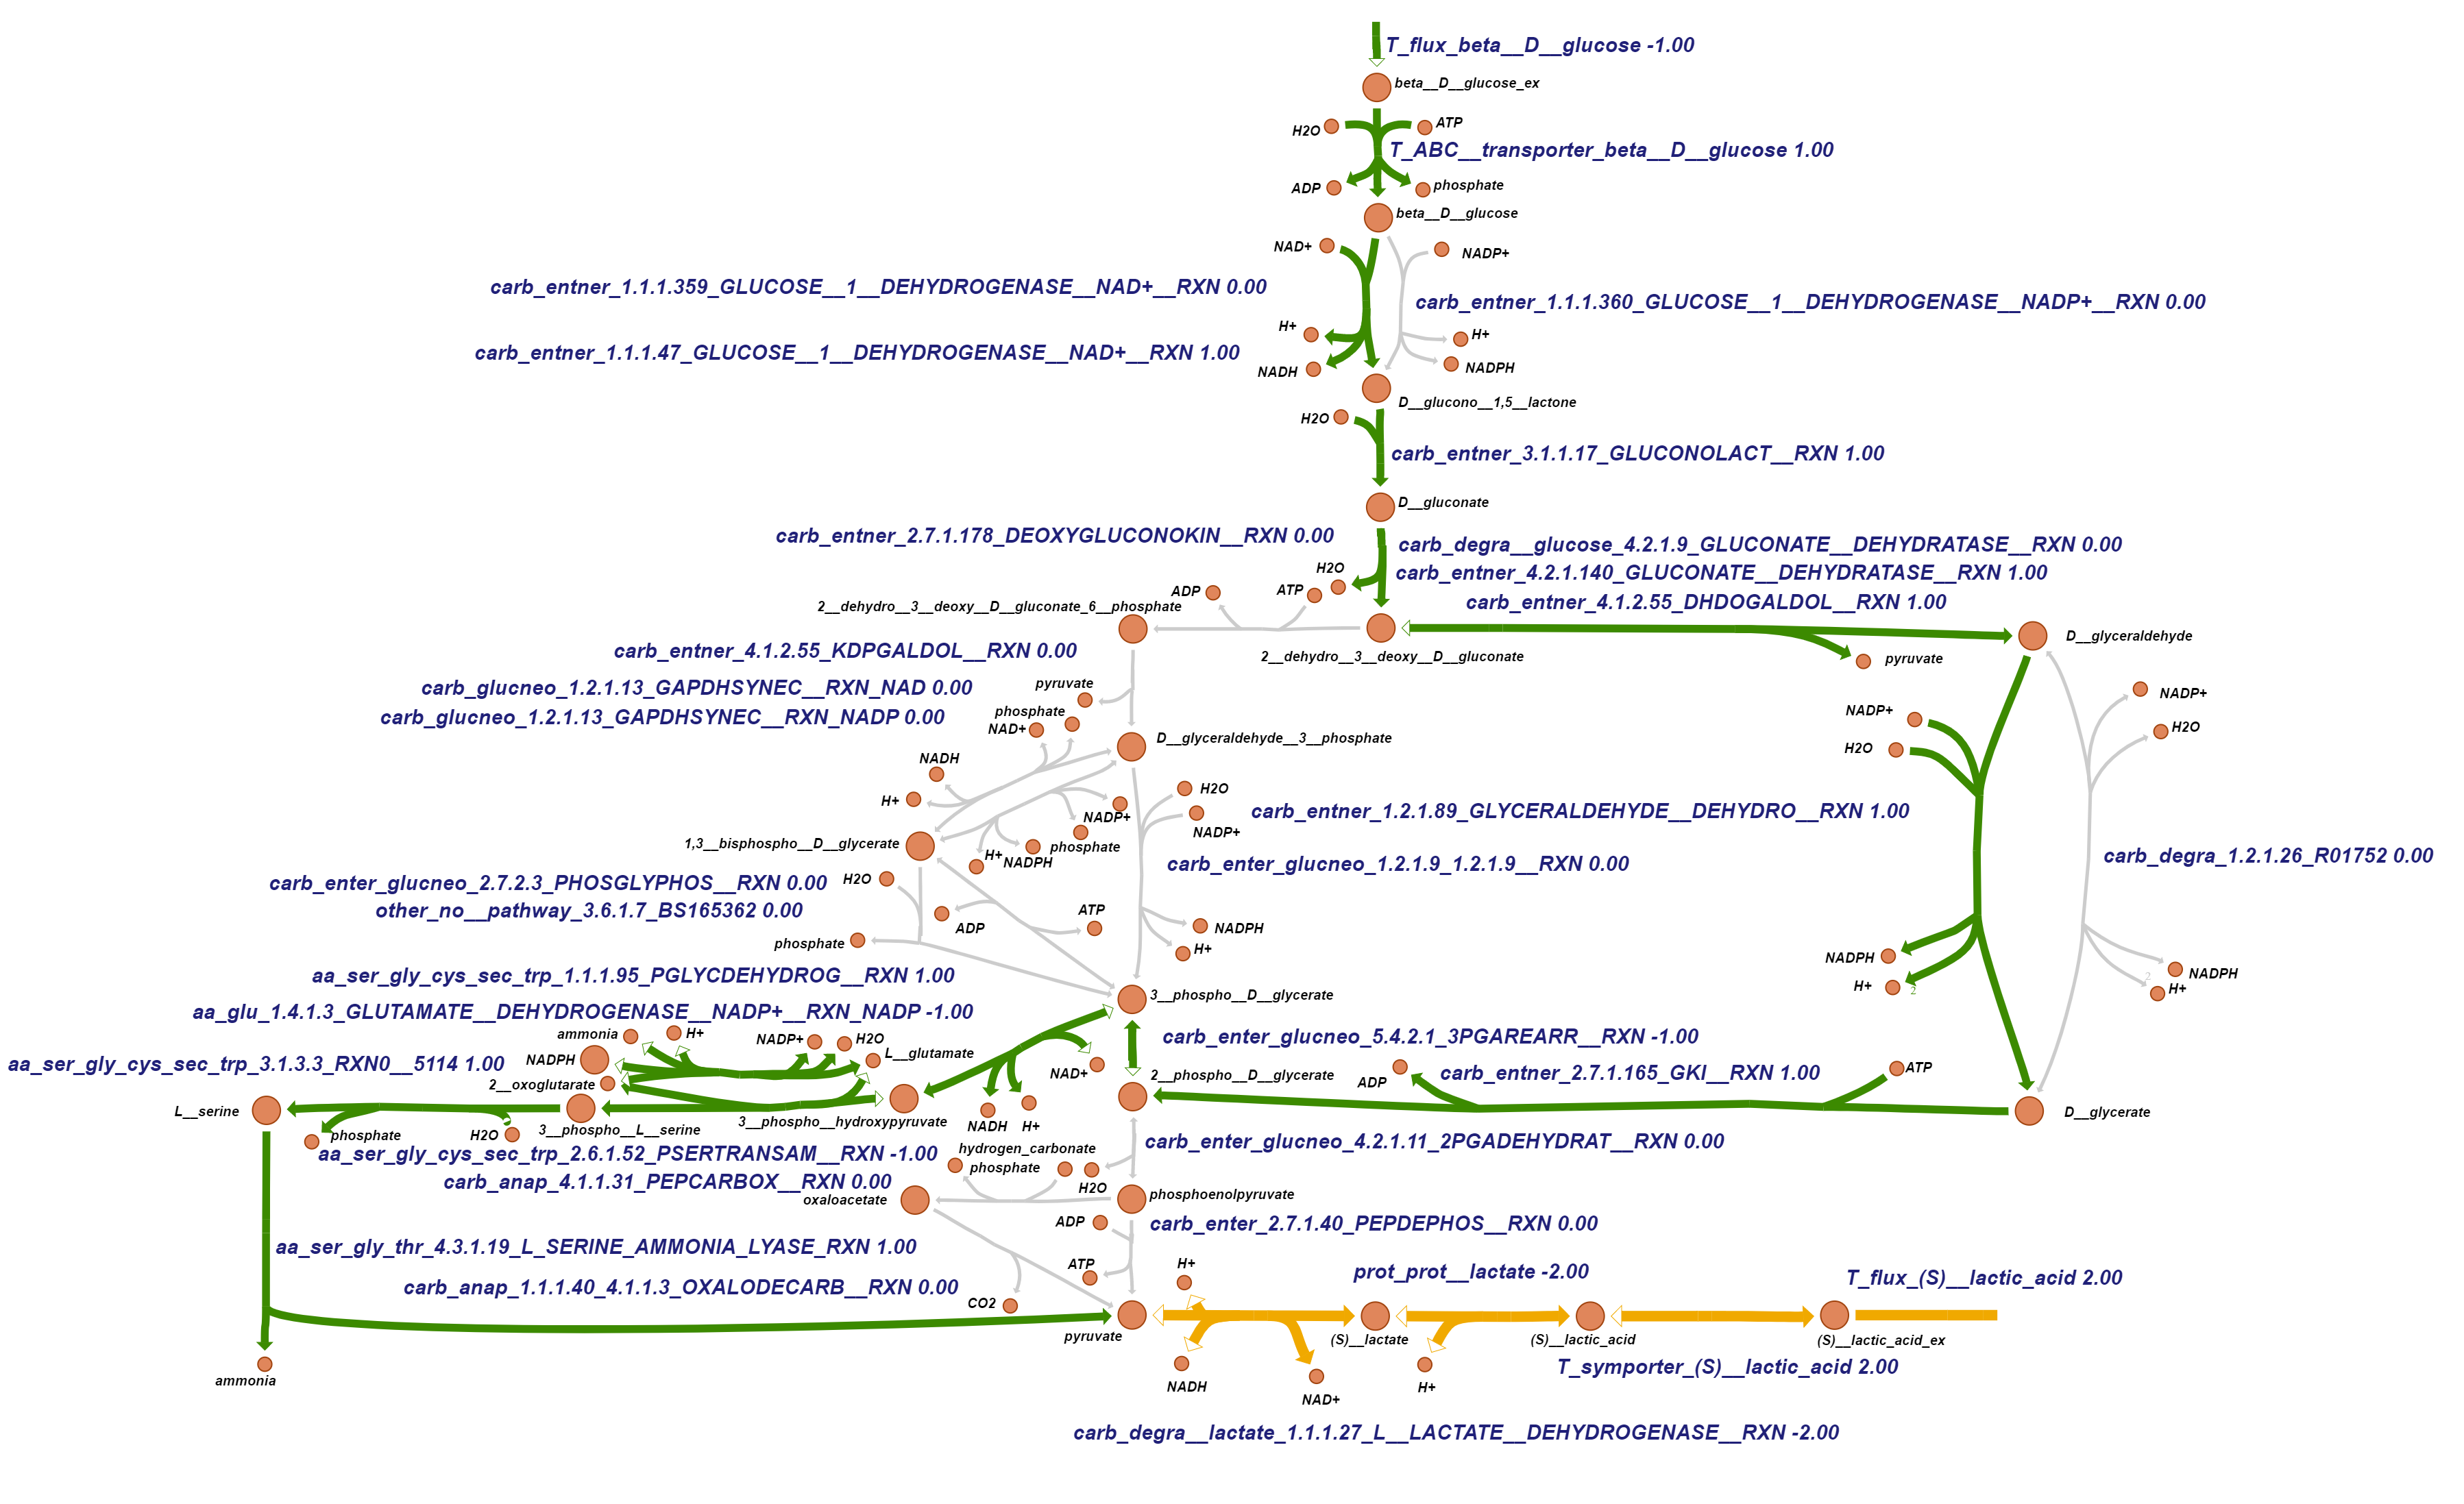 T_flux_beta__D__glucose -1.00
beta__D__glucose_ex
H2O
ATP
T_ABC__transporter_beta__D__glucose 1.00
ADP
phosphate
beta__D__glucose
NAD+
NADP+
carb_entner_1.1.1.359_GLUCOSE__1__DEHYDROGENASE__NAD+__RXN 0.00
carb_entner_1.1.1.360_GLUCOSE__1__DEHYDROGENASE__NADP+__RXN 0.00
H+
H+
carb_entner_1.1.1.47_GLUCOSE__1__DEHYDROGENASE__NAD+__RXN 1.00
NADH
NADPH
D__glucono__1,5__lactone
H2O
carb_entner_3.1.1.17_GLUCONOLACT__RXN 1.00
D__gluconate
carb_entner_2.7.1.178_DEOXYGLUCONOKIN__RXN 0.00
carb_degra__glucose_4.2.1.9_GLUCONATE__DEHYDRATASE__RXN 0.00
H2O
carb_entner_4.2.1.140_GLUCONATE__DEHYDRATASE__RXN 1.00
ADP
ATP
carb_entner_4.1.2.55_DHDOGALDOL__RXN 1.00
2__dehydro__3__deoxy__D__gluconate_6__phosphate
D__glyceraldehyde
carb_entner_4.1.2.55_KDPGALDOL__RXN 0.00
2__dehydro__3__deoxy__D__gluconate
pyruvate
carb_glucneo_1.2.1.13_GAPDHSYNEC__RXN_NAD 0.00
pyruvate
NADP+
carb_glucneo_1.2.1.13_GAPDHSYNEC__RXN_NADP 0.00
phosphate
NADP+
NAD+
H2O
D__glyceraldehyde__3__phosphate
H2O
NADH
H2O
H+
carb_entner_1.2.1.89_GLYCERALDEHYDE__DEHYDRO__RXN 1.00
NADP+
NADP+
1,3__bisphospho__D__glycerate
H+
NADPH
phosphate
carb_degra_1.2.1.26_R01752 0.00
carb_enter_glucneo_1.2.1.9_1.2.1.9__RXN 0.00
carb_enter_glucneo_2.7.2.3_PHOSGLYPHOS__RXN 0.00
H2O
other_no__pathway_3.6.1.7_BS165362 0.00
ATP
ADP
NADPH
phosphate
H+
NADPH
aa_ser_gly_cys_sec_trp_1.1.1.95_PGLYCDEHYDROG__RXN 1.00
2
NADPH
H+
2
H+
3__phospho__D__glycerate
aa_glu_1.4.1.3_GLUTAMATE__DEHYDROGENASE__NADP+__RXN_NADP -1.00
ammonia
H+
NADP+
H2O
carb_enter_glucneo_5.4.2.1_3PGAREARR__RXN -1.00
aa_ser_gly_cys_sec_trp_3.1.3.3_RXN0__5114 1.00
NADPH
L__glutamate
NAD+
2__phospho__D__glycerate
ADP
carb_entner_2.7.1.165_GKI__RXN 1.00
ATP
2__oxoglutarate
L__serine
D__glycerate
3__phospho__L__serine
3__phospho__hydroxypyruvate
NADH
H+
phosphate
H2O
carb_enter_glucneo_4.2.1.11_2PGADEHYDRAT__RXN 0.00
aa_ser_gly_cys_sec_trp_2.6.1.52_PSERTRANSAM__RXN -1.00
hydrogen_carbonate
phosphate
carb_anap_4.1.1.31_PEPCARBOX__RXN 0.00
H2O
oxaloacetate
phosphoenolpyruvate
ADP
carb_enter_2.7.1.40_PEPDEPHOS__RXN 0.00
aa_ser_gly_thr_4.3.1.19_L_SERINE_AMMONIA_LYASE_RXN 1.00
ATP
H+
prot_prot__lactate -2.00
T_flux_(S)__lactic_acid 2.00
carb_anap_1.1.1.40_4.1.1.3_OXALODECARB__RXN 0.00
CO2
pyruvate
(S)__lactate
(S)__lactic_acid
(S)__lactic_acid_ex
T_symporter_(S)__lactic_acid 2.00
ammonia
NADH
H+
NAD+
carb_degra__lactate_1.1.1.27_L__LACTATE__DEHYDROGENASE__RXN -2.00